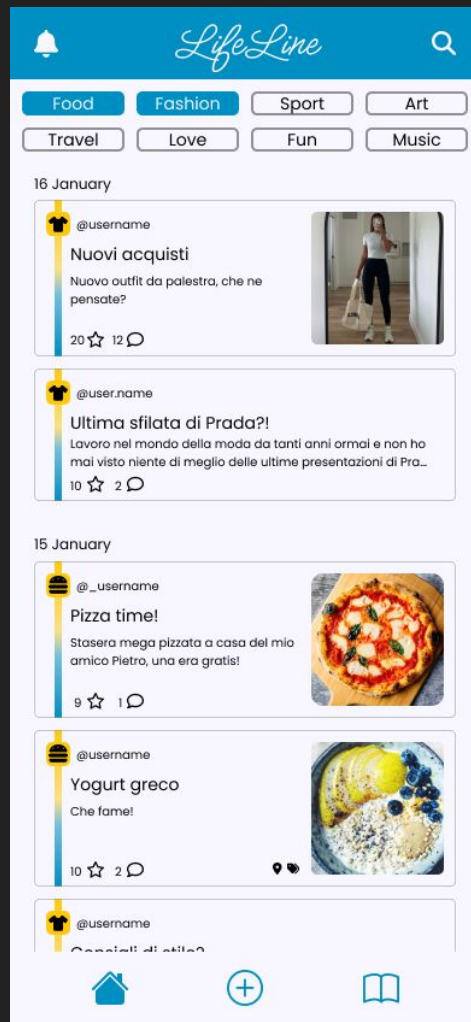 LifeLine
Food Fashion Sport Art
Travel Love Fun Music
16 January
@username
Nuovi acquisti
Nuovo outfit da palestra, che ne
pensate?
20 12
@user.name
Ultima sfilata di Prada?!
Lavoro nel mondo della moda da tanti anni ormai e non ho
mai visto niente di meglio delle ultime presentazioni di Pra...
10 2
15 January
@_username
Pizza time!
Stasera mega pizzata a casa del mio
amico Pietro, una era gratis!
9 1
@username
Yogurt greco
Che fame!
10 2
@username
Consigli di stile?